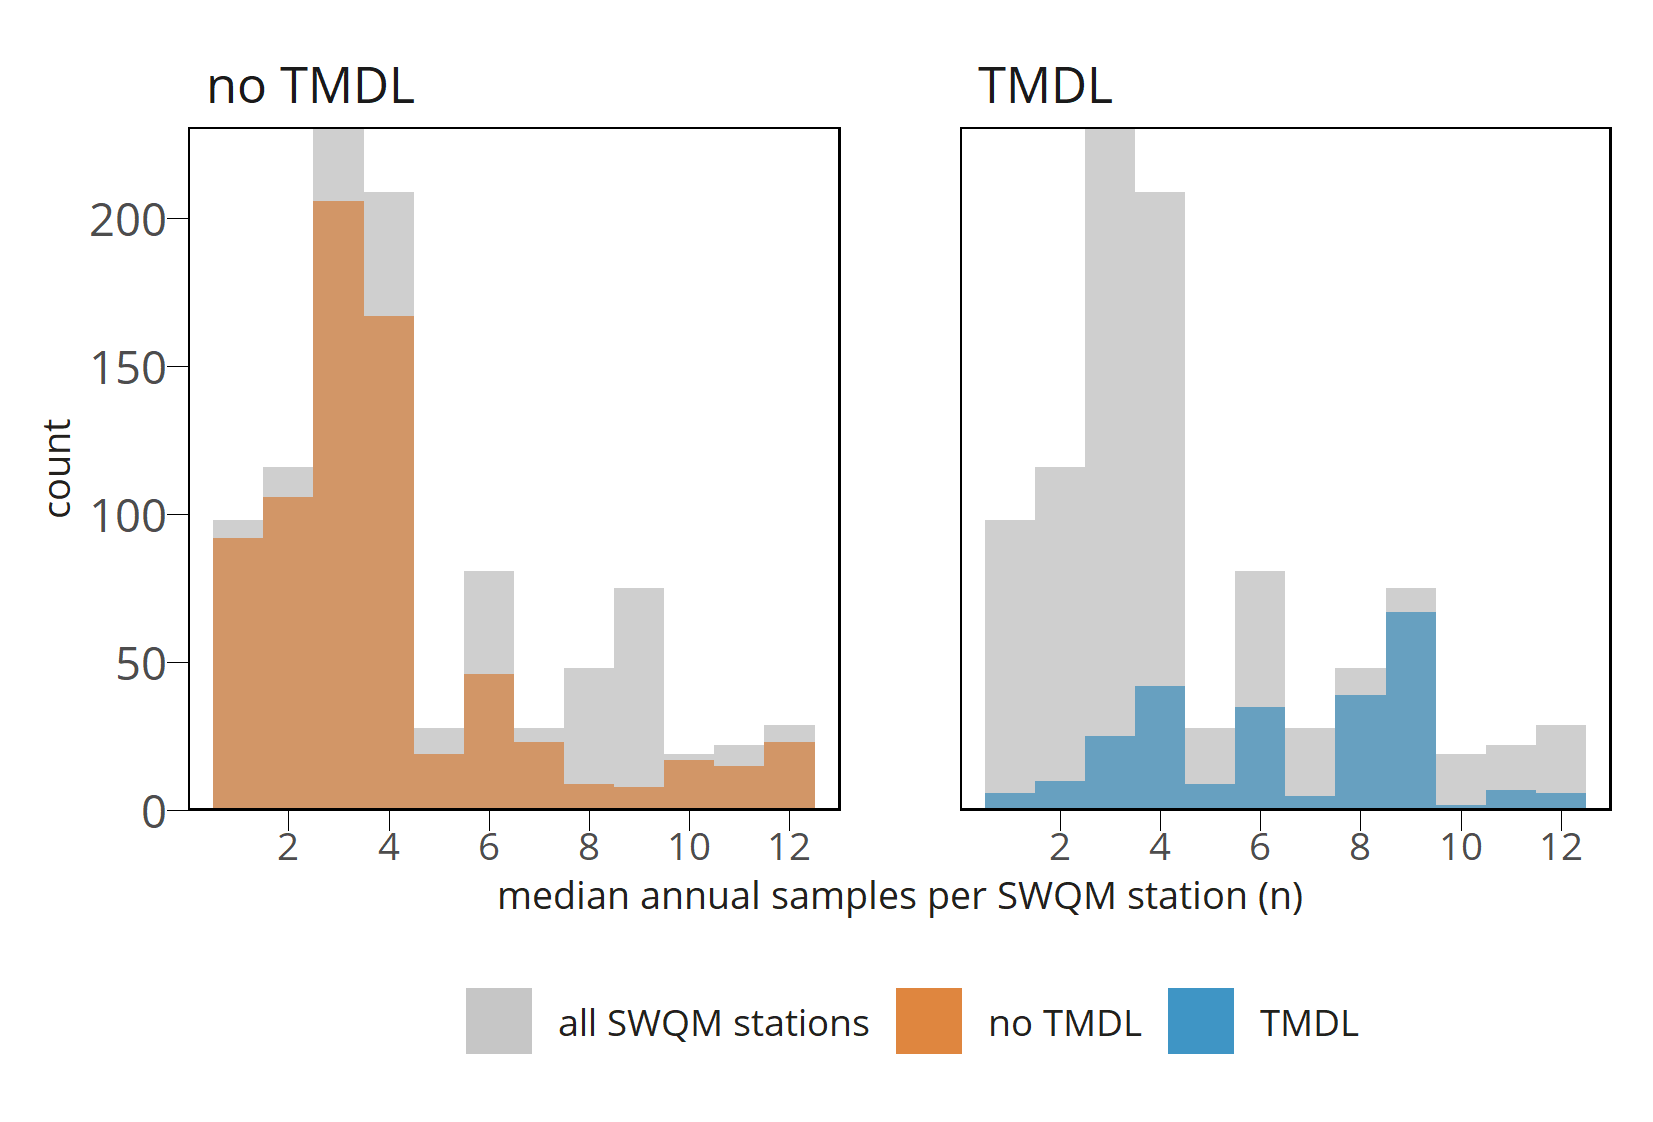 no TMDL
TMDL
count
200
150
100
50
0
2 4 6 8 10 12
2 4 6 8 10 12
median annual samples per SWQM station (n)
all SWQM stations no TMDL TMDL